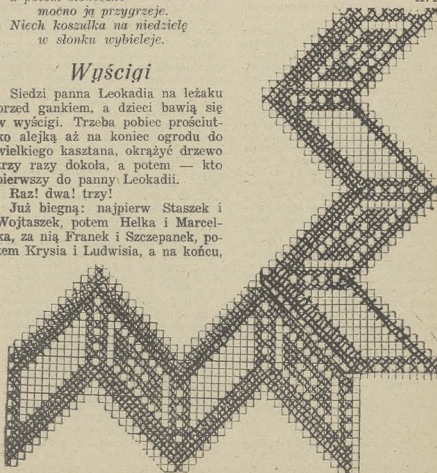 mocno ją przygrzeje.
Niech koszulka na niedzielę
w słonku wybieleje.
Wyścigi
Siedzi panna Leokadia na leżaku
przed gankiem, a dzieci bawią się
w wyścigi. Trzeba pobiec prościut-
ko alejką aż na koniec ogrodu do
wielkiego kasztana, okrążyć drzewo
trzy razy dokoła, a potem — kto
pierwszy do panny Leokadii.
Raz! dwa! trzy!
Już biegną: najpierw Staszek i
Wojtaszek, potem Helka i Marcel-
ka, za nią Franek i Szczepanek, po-
tem Krysia i Ludwisia, a na końcu,